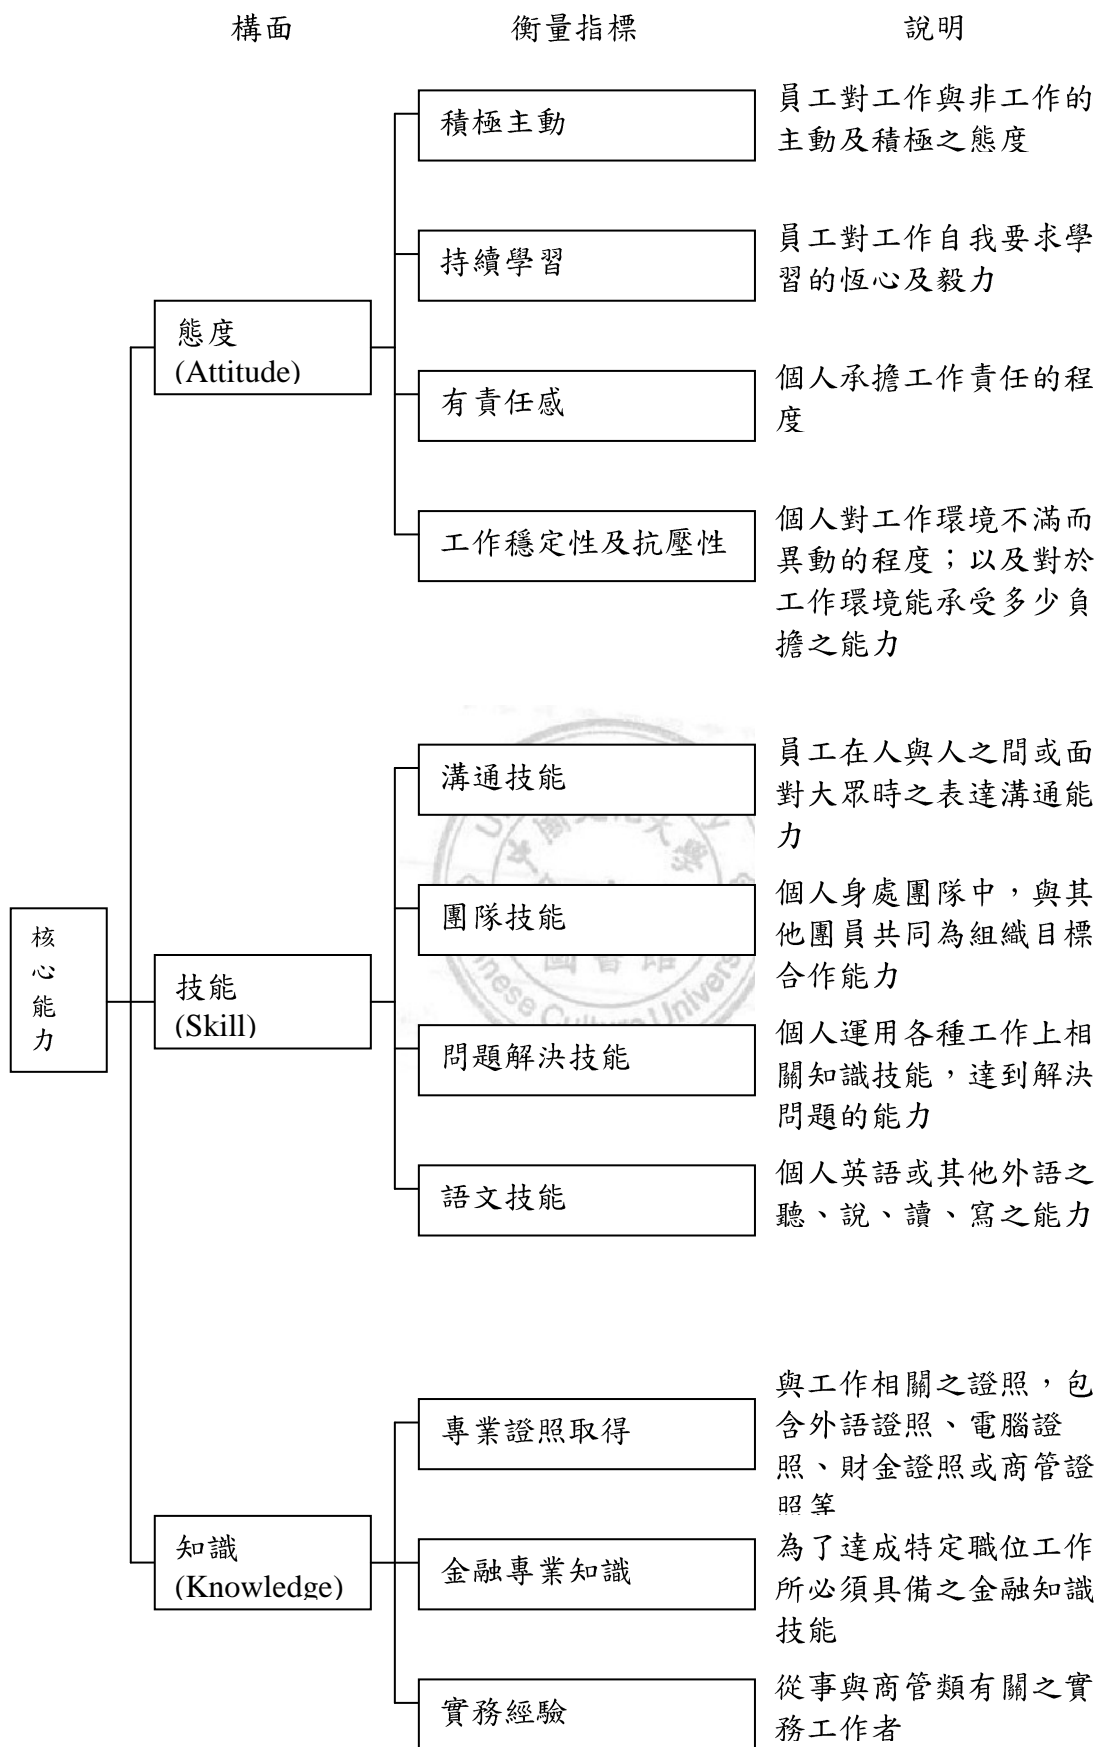 構面 衡量指標 說明
積極主動
員工對工作與非工作的
主動及積極之態度
持續學習
員工對工作自我要求學
習的恆心及毅力
態度
(Attitude)
有責任感
個人承擔工作責任的程
度
工作穩定性及抗壓性
個人對工作環境不滿而
異動的程度；以及對於
工作環境能承受多少負
擔之能力
溝通技能
員工在人與人之間或面
對大眾時之表達溝通能
力
團隊技能
個人身處團隊中，與其
他團員共同為組織目標
合作能力
核
心
能
力
技能
(Skill)
問題解決技能
個人運用各種工作上相
關知識技能，達到解決
問題的能力
語文技能
個人英語或其他外語之
聽、說、讀、寫之能力
專業證照取得
與工作相關之證照，包
含外語證照、電腦證
照、財金證照或商管證
照等
知識
(Knowledge)
金融專業知識
為了達成特定職位工作
所必須具備之金融知識
技能
實務經驗
從事與商管類有關之實
務工作者